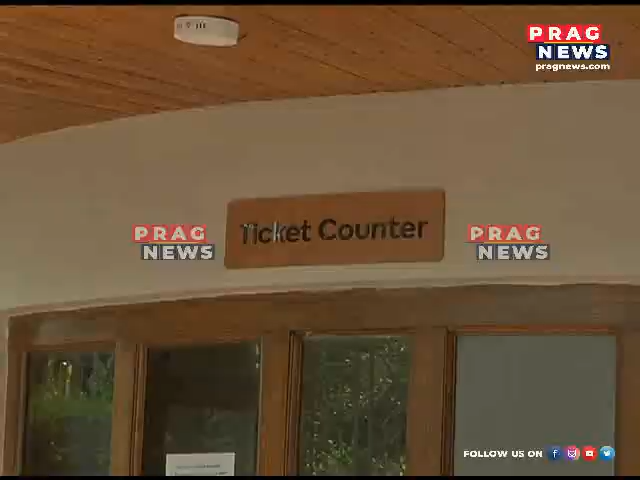 PRAG
NEWS
pragnews.com
Ticket Counter
PRAG
NEWS
PRAG
NEWS
FOLLOW US ON